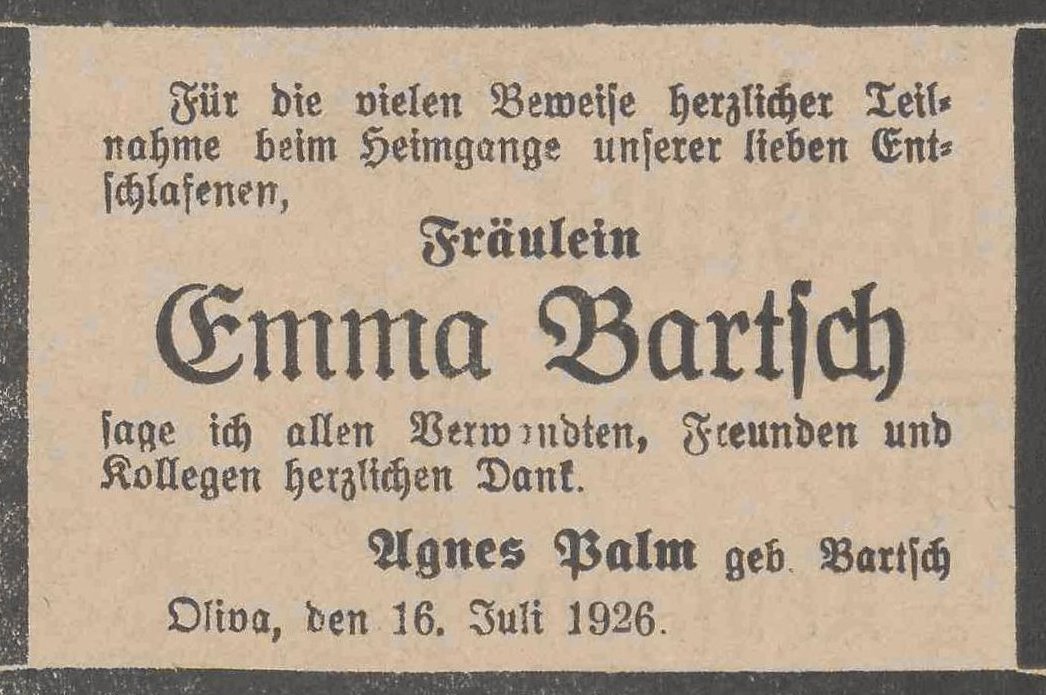 Für die vielen Beweise herzlicher Teil-
nahme beim Heimgange unserer lieben Ent-
schlafenen,
Fräulein
Emma Bartsch
sage ich allen Verwandten, Freunden und
Kollegen herzlichen Dank.
Agnes Palm geb. Bartsch
Oliva, den 16. Juli 1926.